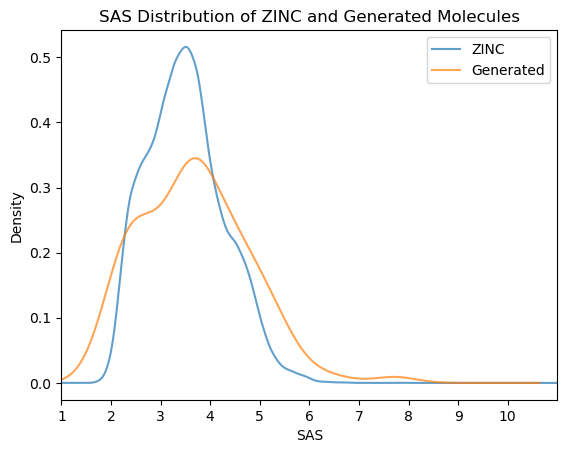 SAS Distribution of ZINC and Generated Molecules
ZINC
Generated
Density
0.5
0.4
0.3
0.2
0.1
0.0
1 2 3 4 5 6 7 8 9 10
SAS